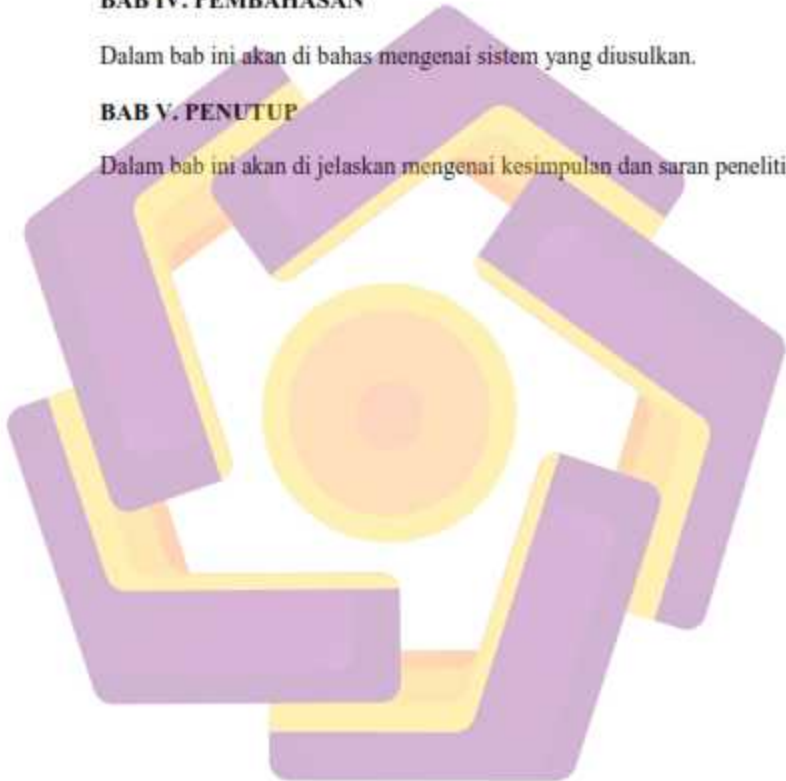 BAB IV. PEMBAHASAN
Dalam bab ini akan di bahas mengenai sistem yang diusulkan.
BAB V. PENUTUP
Dalam bab ini akan di jelaskan mengenai kesimpulan dan saran peneliti